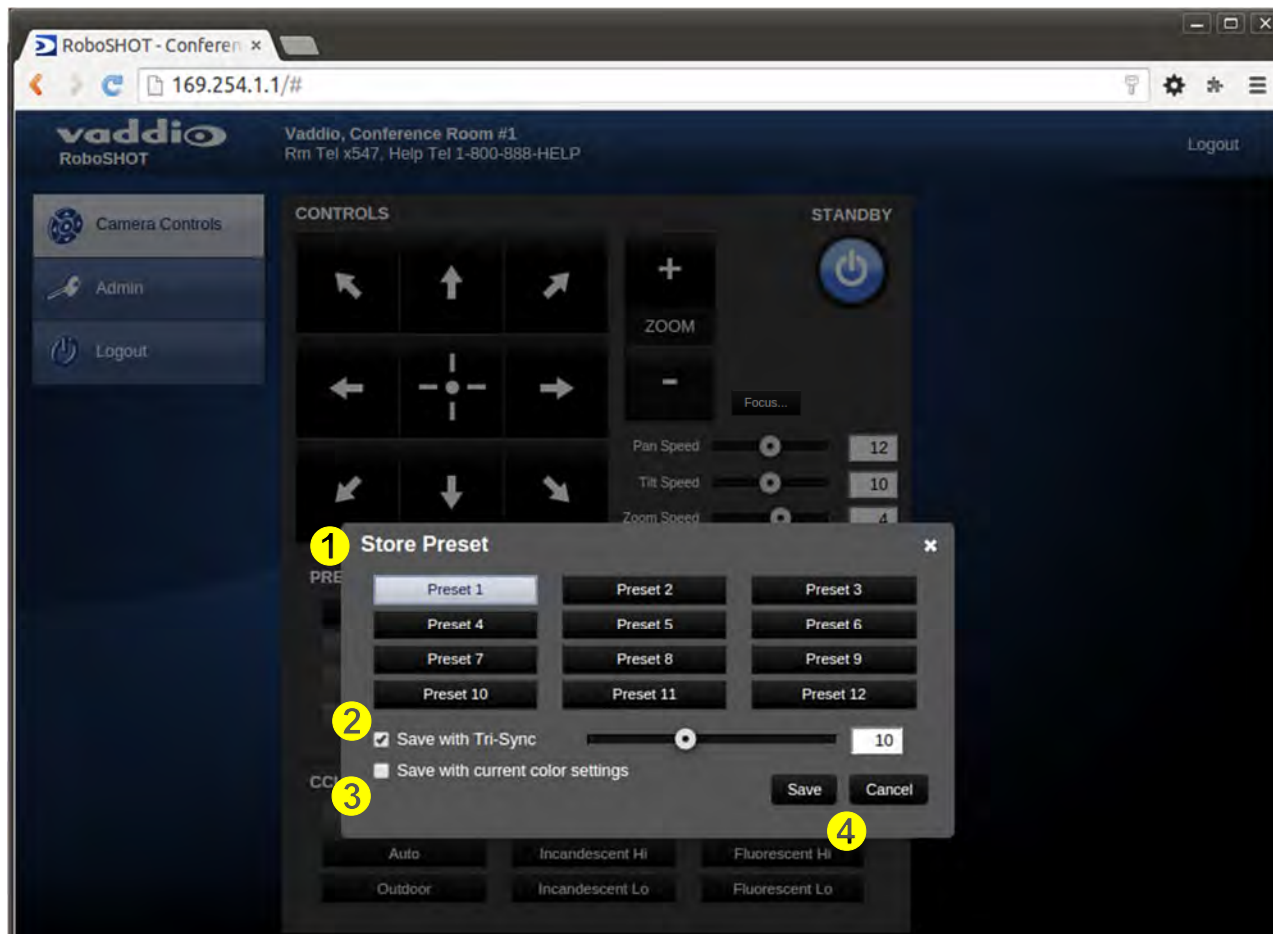 RoboSHOT - Conferen ×
169.254.1.1/#
vaddio
RoboSHOT
Vaddio, Conference Room #1
Rm Tel x547, Help Tel 1-800-888-HELP
Logout
Camera Controls
Admin
Logout
CONTROLS
STANDBY
+
ZOOM
-
Focus...
Pan Speed 12
Tilt Speed 10
Zoom Speed 4
1 Store Preset
PRE
Preset 1 Preset 2 Preset 3
Preset 4 Preset 5 Preset 6
Preset 7 Preset 8 Preset 9
Preset 10 Preset 11 Preset 12
2 Save with Tri-Sync 10
3 Save with current color settings
Save Cancel
4
Auto Incandescent Hi Fluorescent Hi
Outdoor Incandescent Lo Fluorescent Lo